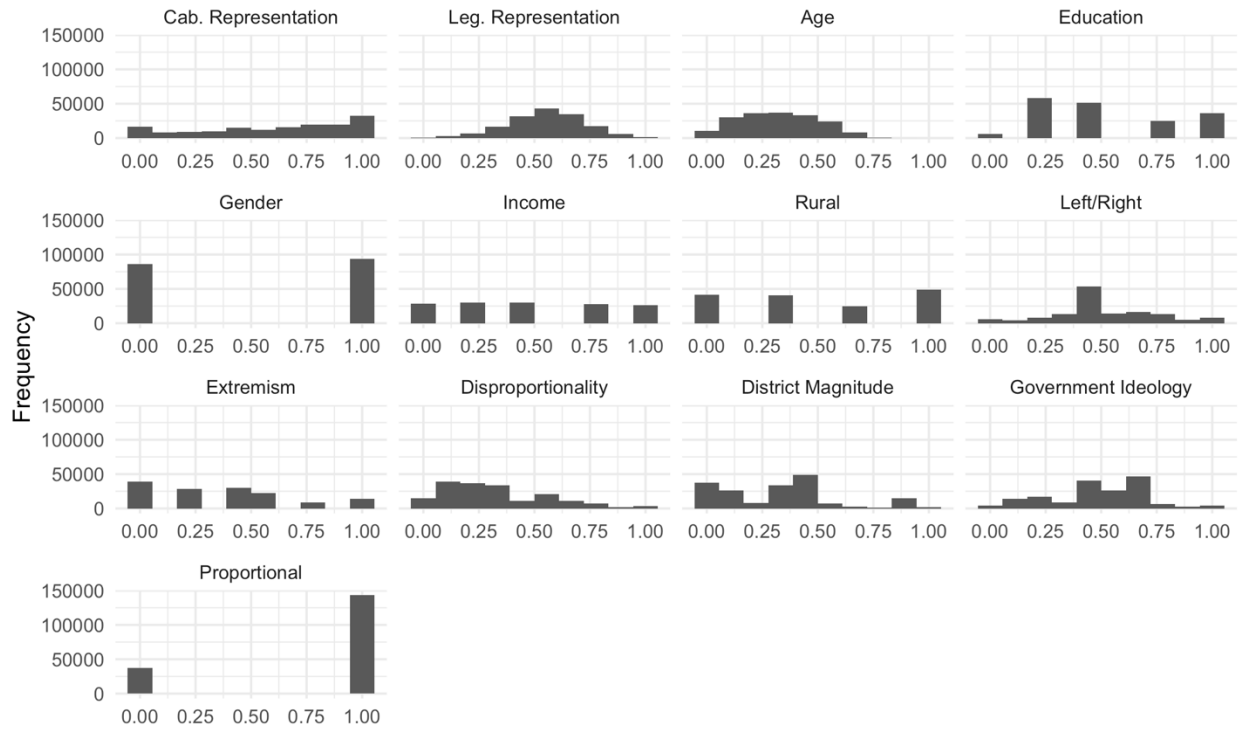 Cab. Representation Leg. Representation Age Education
150000
100000
50000
0
0.00 0.25 0.50 0.75 1.00 0.00 0.25 0.50 0.75 1.00 0.00 0.25 0.50 0.75 1.00 0.00 0.25 0.50 0.75 1.00
Gender Income Rural Left/Right
150000
100000
50000
0
0.00 0.25 0.50 0.75 1.00 0.00 0.25 0.50 0.75 1.00 0.00 0.25 0.50 0.75 1.00 0.00 0.25 0.50 0.75 1.00
Frequency
Extremism Disproportionality District Magnitude Government Ideology
150000
100000
50000
0
0.00 0.25 0.50 0.75 1.00 0.00 0.25 0.50 0.75 1.00 0.00 0.25 0.50 0.75 1.00 0.00 0.25 0.50 0.75 1.00
Proportional
150000
100000
50000
0
0.00 0.25 0.50 0.75 1.00